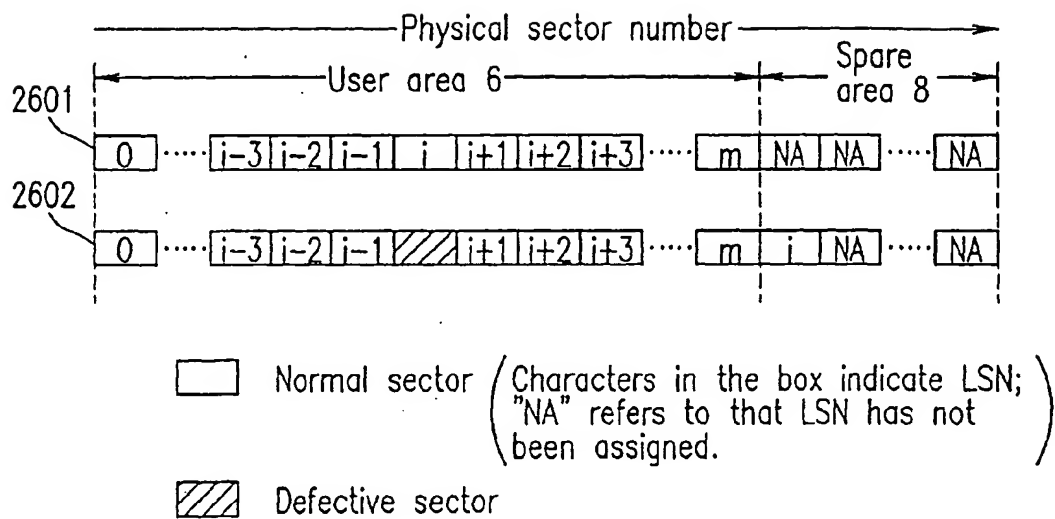 Physical sector number
User area 6
Spare area 8
2601
0 ..... i-3 i-2 i-1 i i+1 i+2 i+3 ..... m NA NA ..... NA
2602
0 ..... i-3 i-2 i-1 i+1 i+2 i+3 ..... m i NA ..... NA
Normal sector (Characters in the box indicate LSN;
"NA" refers to that LSN has not
been assigned.)
Defective sector